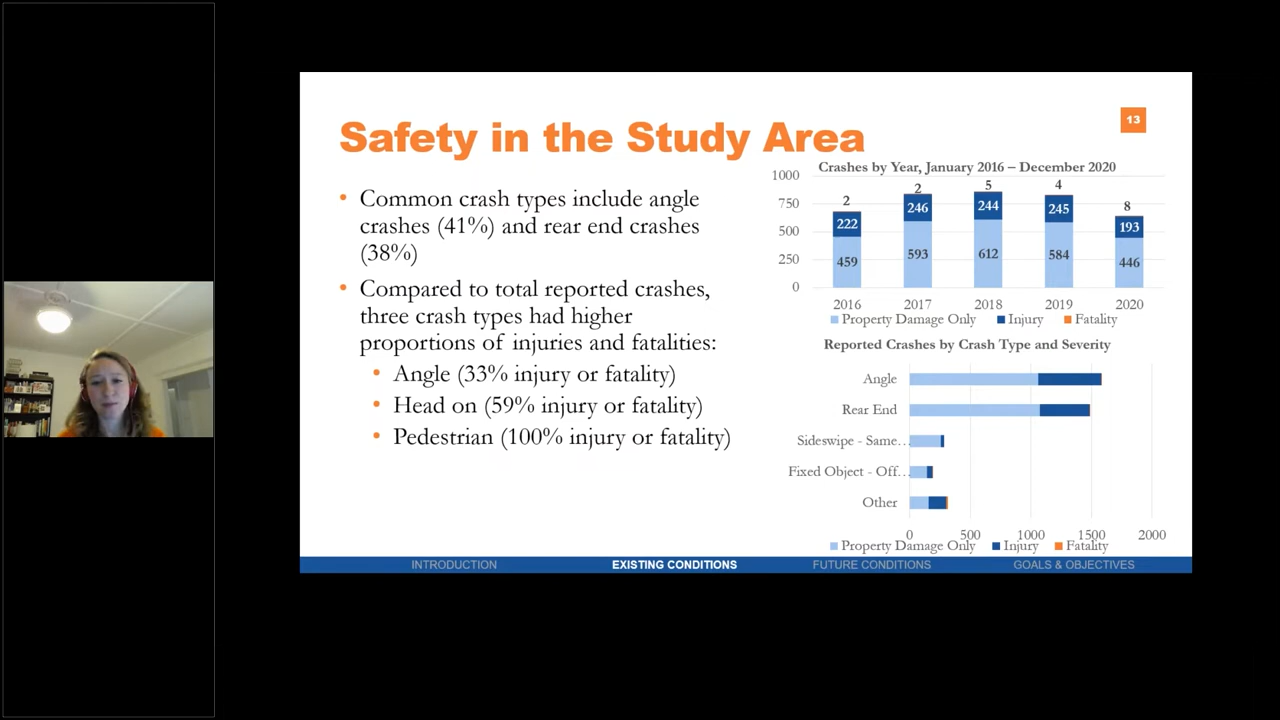 Safety in the Study Area
13
• Common crash types include angle
crashes (41%) and rear end crashes
(38%)
• Compared to total reported crashes,
three crash types had higher
proportions of injuries and fatalities:
• Angle (33% injury or fatality)
• Head on (59% injury or fatality)
• Pedestrian (100% injury or fatality)
Crashes by Year, January 2016 – December 2020
1000
750
500
250
0
2 2 5 4 8
222 246 244 245 193
459 593 612 584 446
2016 2017 2018 2019 2020
Property Damage Only Injury Fatality
Reported Crashes by Crash Type and Severity
Angle
Rear End
Sideswipe - Same…
Fixed Object - Off…
Other
0 500 1000 1500 2000
Property Damage Only Injury Fatality
INTRODUCTION EXISTING CONDITIONS FUTURE CONDITIONS GOALS & OBJECTIVES